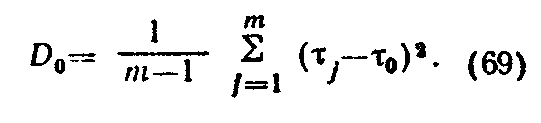 D₀= 1/(m−1) Σ_{j=1}^{m} (τ_j−τ₀)². (69)